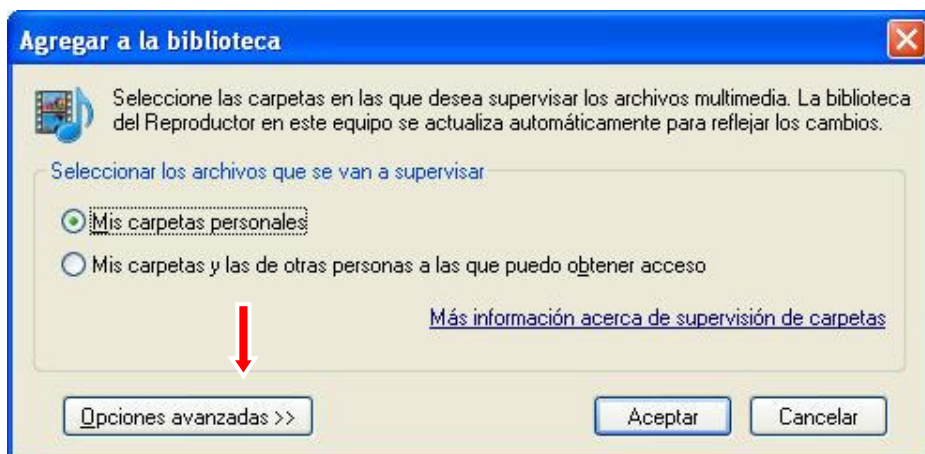 Agregar a la biblioteca
Seleccione las carpetas en las que desea supervisar los archivos multimedia. La biblioteca
del Reproductor en este equipo se actualiza automáticamente para reflejar los cambios.
Seleccionar los archivos que se van a supervisar
Mis carpetas personales
Mis carpetas y las de otras personas a las que puedo obtener acceso
Más información acerca de supervisión de carpetas
Opciones avanzadas >>
Aceptar
Cancelar